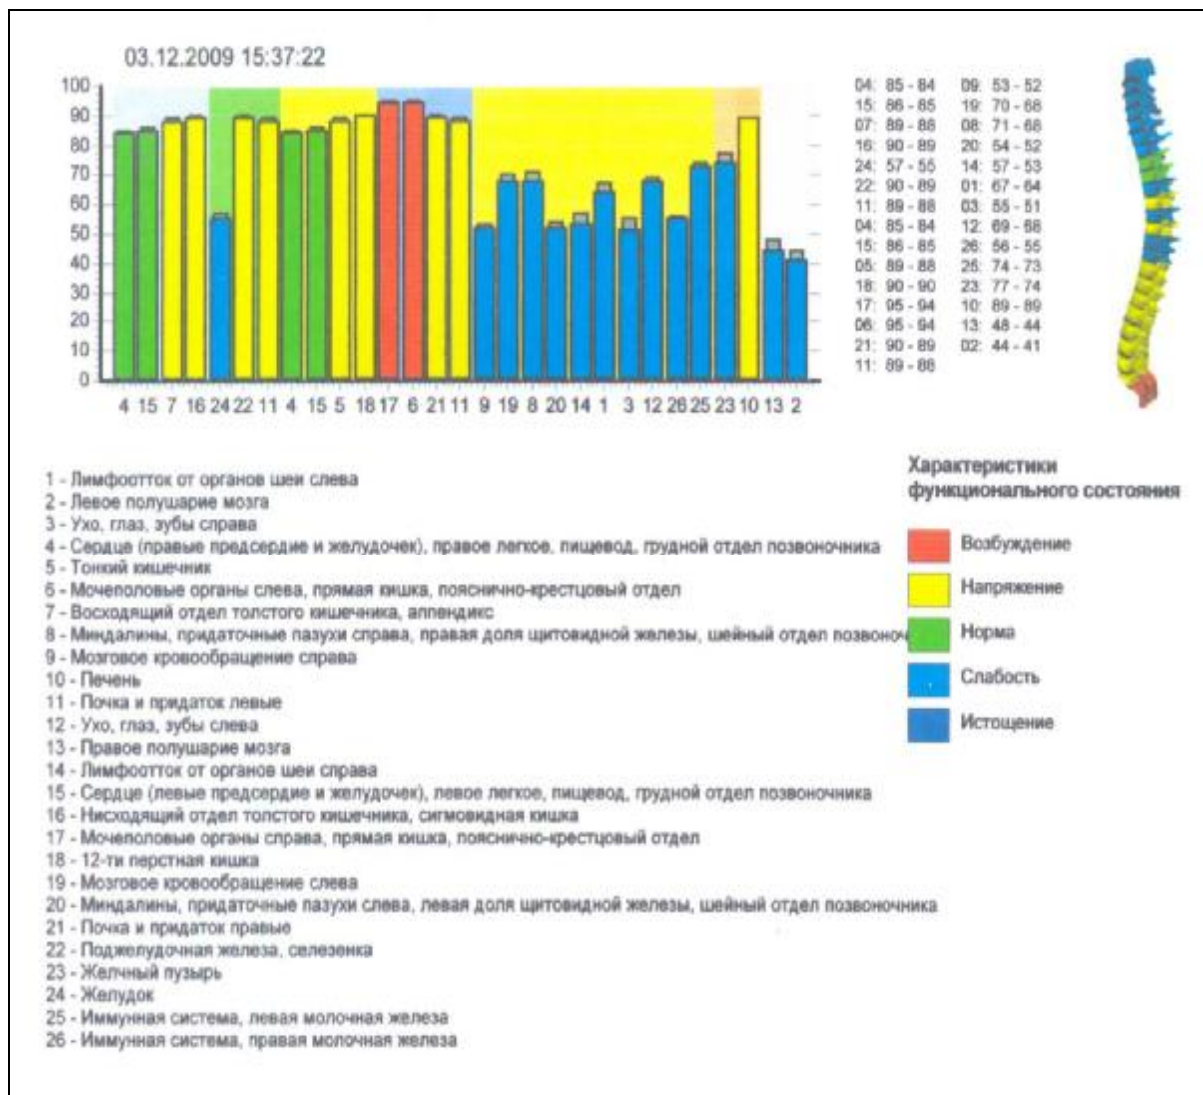 03.12.2009 15:37:22
100
90
80
70
60
50
40
30
20
10
0
4 15 7 16 24 22 11 4 15 5 18 17 6 21 11 9 19 8 20 14 1 3 12 26 25 23 10 13 2
04: 85 - 84 09: 53 - 52
15: 86 - 85 19: 70 - 68
07: 89 - 88 08: 71 - 68
16: 90 - 89 20: 54 - 52
24: 57 - 55 14: 57 - 53
22: 90 - 89 01: 67 - 64
11: 89 - 88 03: 55 - 51
04: 85 - 84 12: 69 - 68
15: 86 - 85 26: 56 - 55
05: 89 - 88 25: 74 - 73
18: 90 - 90 23: 77 - 74
17: 95 - 94 10: 89 - 89
06: 95 - 94 13: 48 - 44
21: 90 - 89 02: 44 - 41
11: 89 - 88
1 - Лимфоотток от органов шеи слева
2 - Левое полушарие мозга
3 - Ухо, глаз, зубы справа
4 - Сердце (правые предсердие и желудочек), правое легкое, пищевод, грудной отдел позвоночника
5 - Тонкий кишечник
6 - Мочеполовые органы слева, прямая кишка, пояснично-крестцовый отдел
7 - Восходящий отдел толстого кишечника, аппендикс
8 - Миндалины, придаточные пазухи справа, правая доля щитовидной железы, шейный отдел позвоноч
9 - Мозговое кровообращение справа
10 - Печень
11 - Почка и придаток левые
12 - Ухо, глаз, зубы слева
13 - Правое полушарие мозга
14 - Лимфоотток от органов шеи справа
15 - Сердце (левые предсердие и желудочек), левое легкое, пищевод, грудной отдел позвоночника
16 - Нисходящий отдел толстого кишечника, сигмовидная кишка
17 - Мочеполовые органы справа, прямая кишка, пояснично-крестцовый отдел
18 - 12-ти перстная кишка
19 - Мозговое кровообращение слева
20 - Миндалины, придаточные пазухи слева, левая доля щитовидной железы, шейный отдел позвоночника
21 - Почка и придаток правые
22 - Поджелудочная железа, селезенка
23 - Желчный пузырь
24 - Желудок
25 - Иммунная система, левая молочная железа
26 - Иммунная система, правая молочная железа
Характеристики
функционального состояния
Возбуждение
Напряжение
Норма
Слабость
Истощение